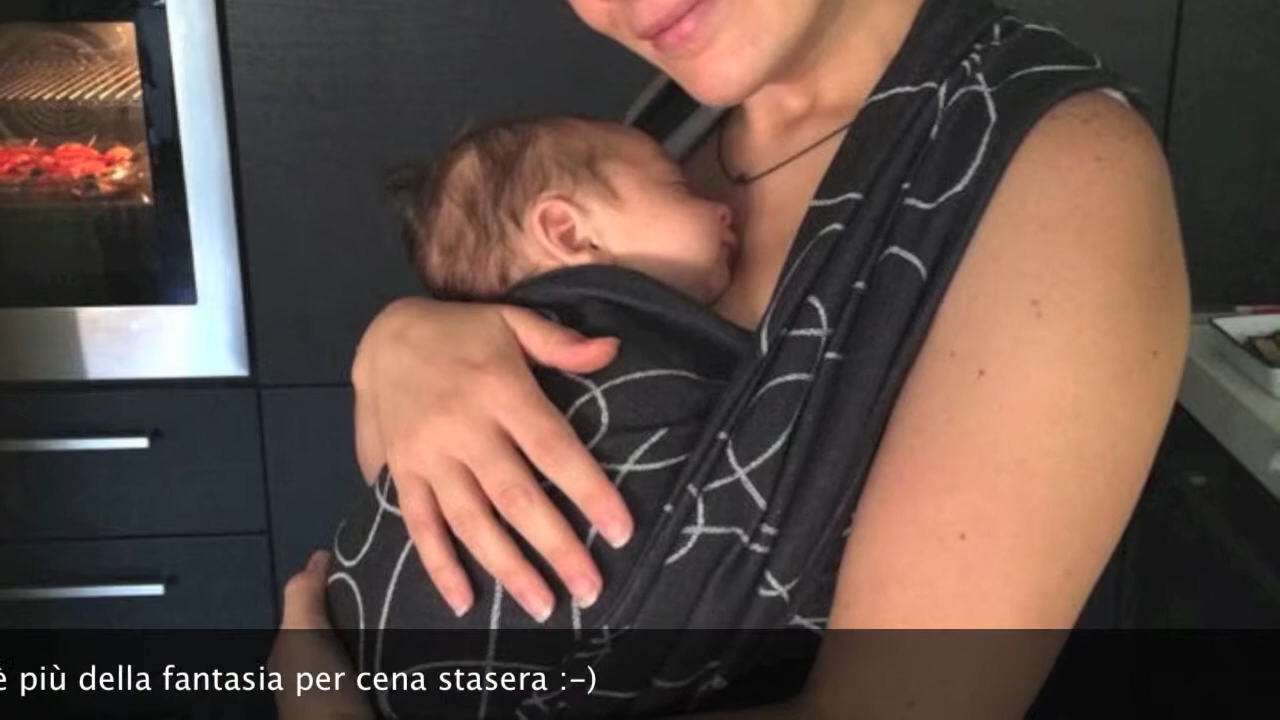 è più della fantasia per cena stasera :-)